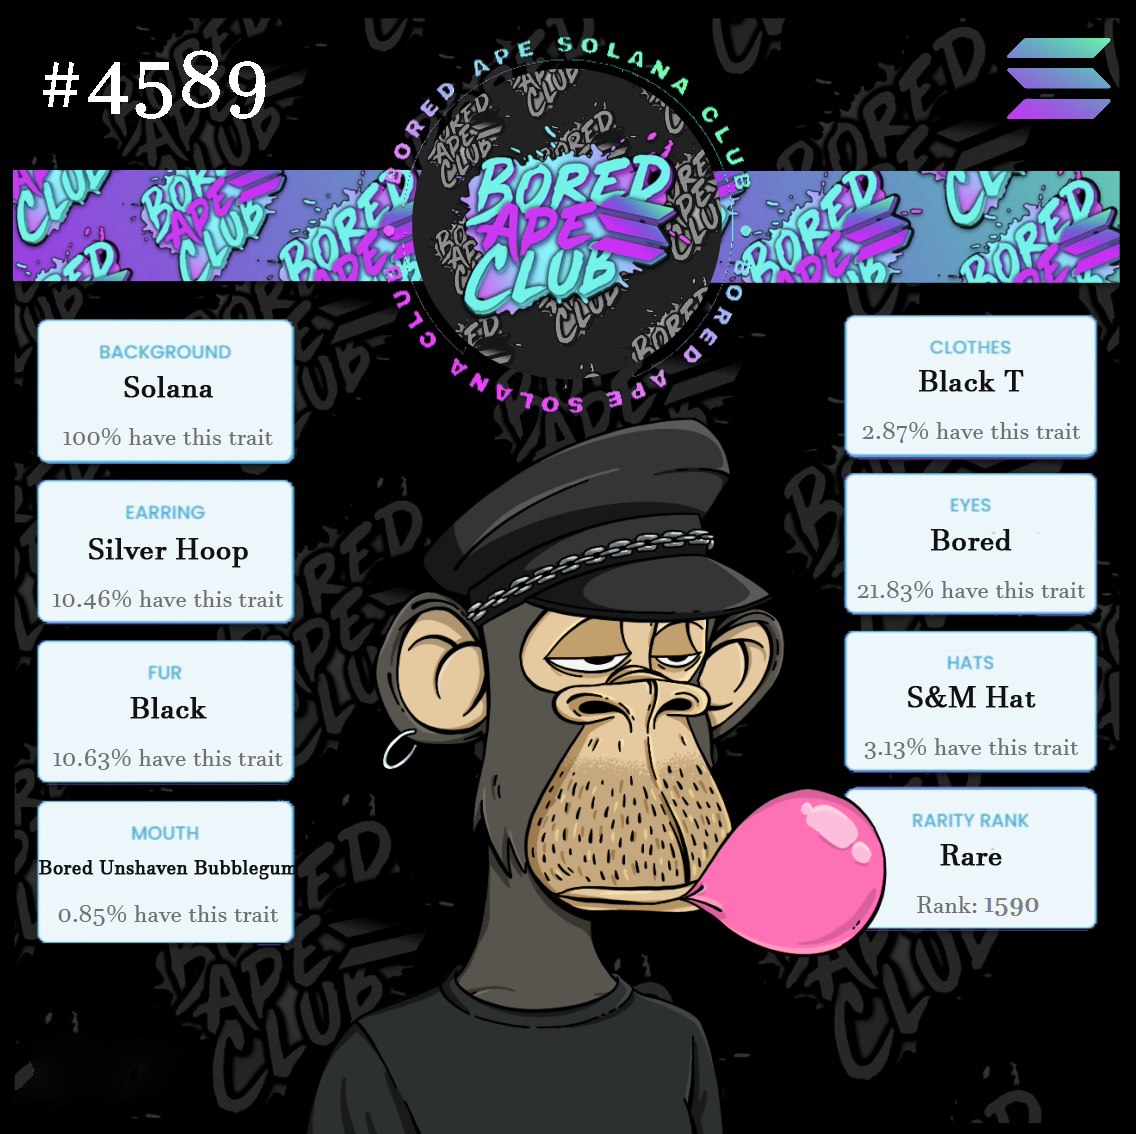 #4589
BORED APE SOLANA CLUB
BORED
APE
CLUB
BORED APE SOLANA CLUB
BACKGROUND
Solana
100% have this trait
EARRING
Silver Hoop
10.46% have this trait
FUR
Black
10.63% have this trait
MOUTH
Bored Unshaven Bubblegum
0.85% have this trait
CLOTHES
Black T
2.87% have this trait
EYES
Bored
21.83% have this trait
HATS
S&M Hat
3.13% have this trait
RARITY RANK
Rare
Rank: 1590